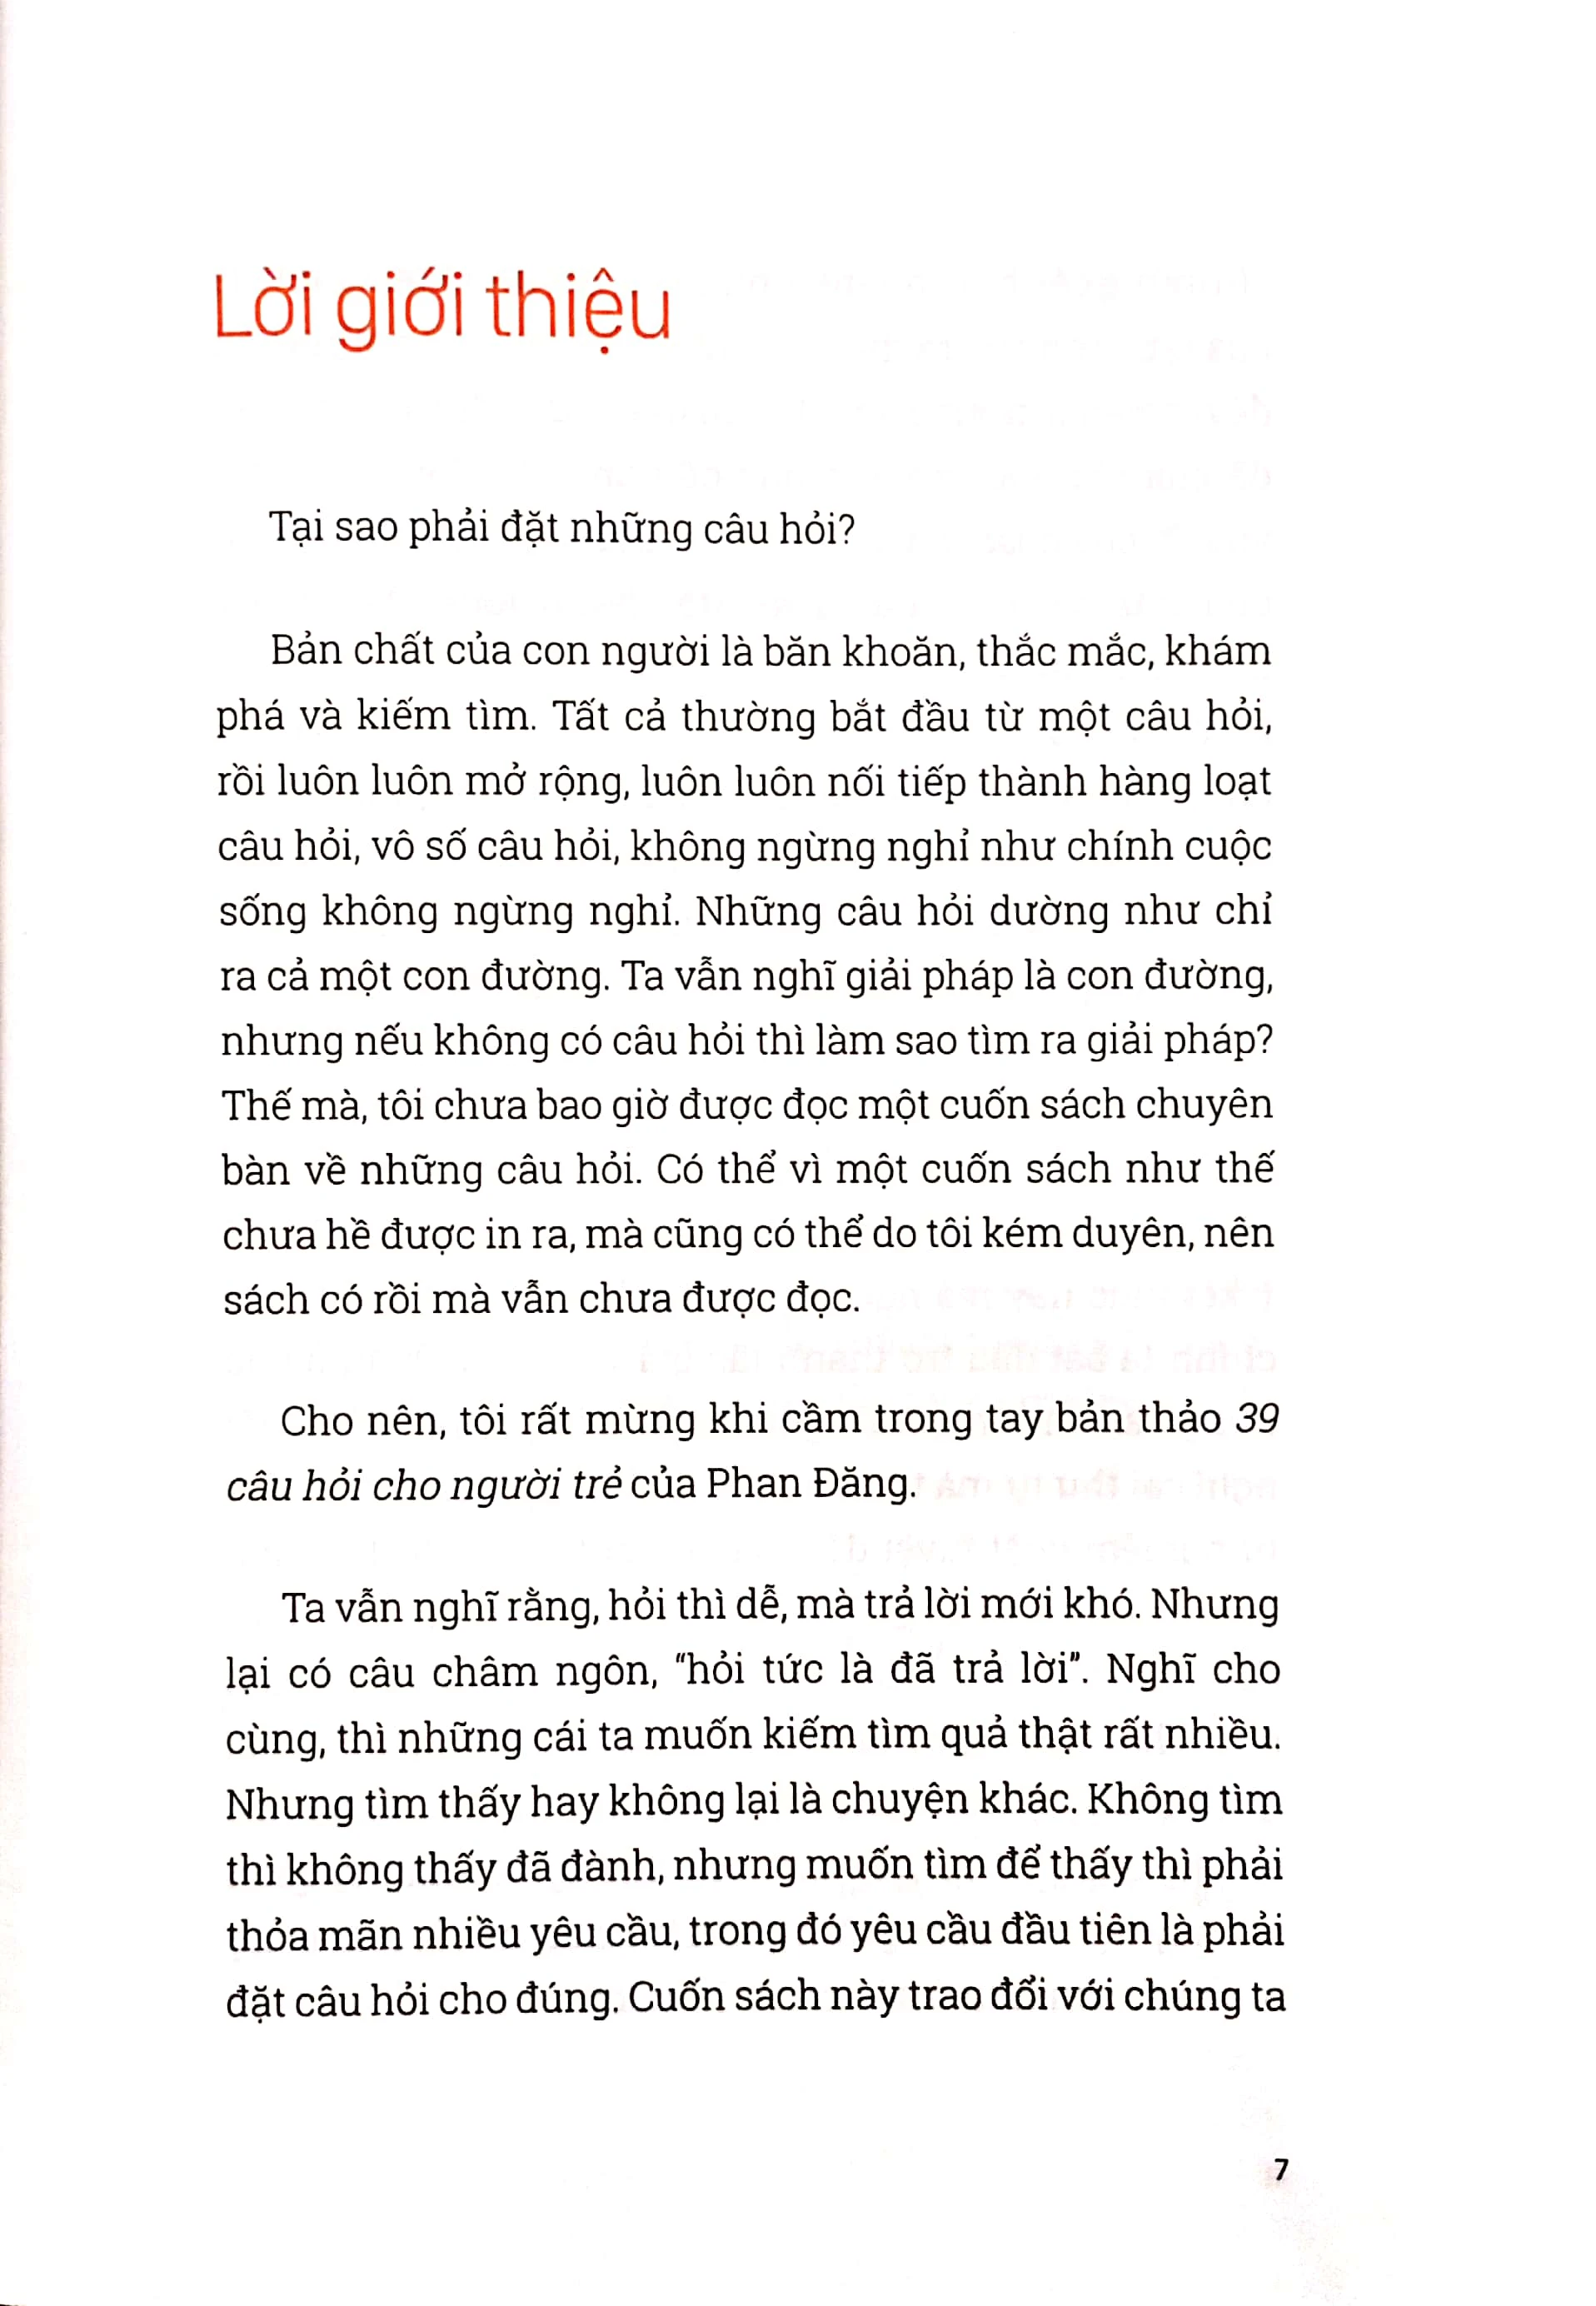 Lời giới thiệu
Tại sao phải đặt những câu hỏi?
Bản chất của con người là băn khoăn, thắc mắc, khám
phá và kiếm tìm. Tất cả thường bắt đầu từ một câu hỏi,
rồi luôn luôn mở rộng, luôn luôn nối tiếp thành hàng loạt
câu hỏi, vô số câu hỏi, không ngừng nghỉ như chính cuộc
sống không ngừng nghỉ. Những câu hỏi dường như chỉ
ra cả một con đường. Ta vẫn nghĩ giải pháp là con đường,
nhưng nếu không có câu hỏi thì làm sao tìm ra giải pháp?
Thế mà, tôi chưa bao giờ được đọc một cuốn sách chuyên
bàn về những câu hỏi. Có thể vì một cuốn sách như thế
chưa hề được in ra, mà cũng có thể do tôi kém duyên, nên
sách có rồi mà vẫn chưa được đọc.
Cho nên, tôi rất mừng khi cầm trong tay bản thảo 39
câu hỏi cho người trẻ của Phan Đăng.
Ta vẫn nghĩ rằng, hỏi thì dễ, mà trả lời mới khó. Nhưng
lại có câu châm ngôn, "hỏi tức là đã trả lời". Nghĩ cho
cùng, thì những cái ta muốn kiếm tìm quả thật rất nhiều.
Nhưng tìm thấy hay không lại là chuyện khác. Không tìm
thì không thấy đã đành, nhưng muốn tìm để thấy thì phải
thỏa mãn nhiều yêu cầu, trong đó yêu cầu đầu tiên là phải
đặt câu hỏi cho đúng. Cuốn sách này trao đổi với chúng ta
7